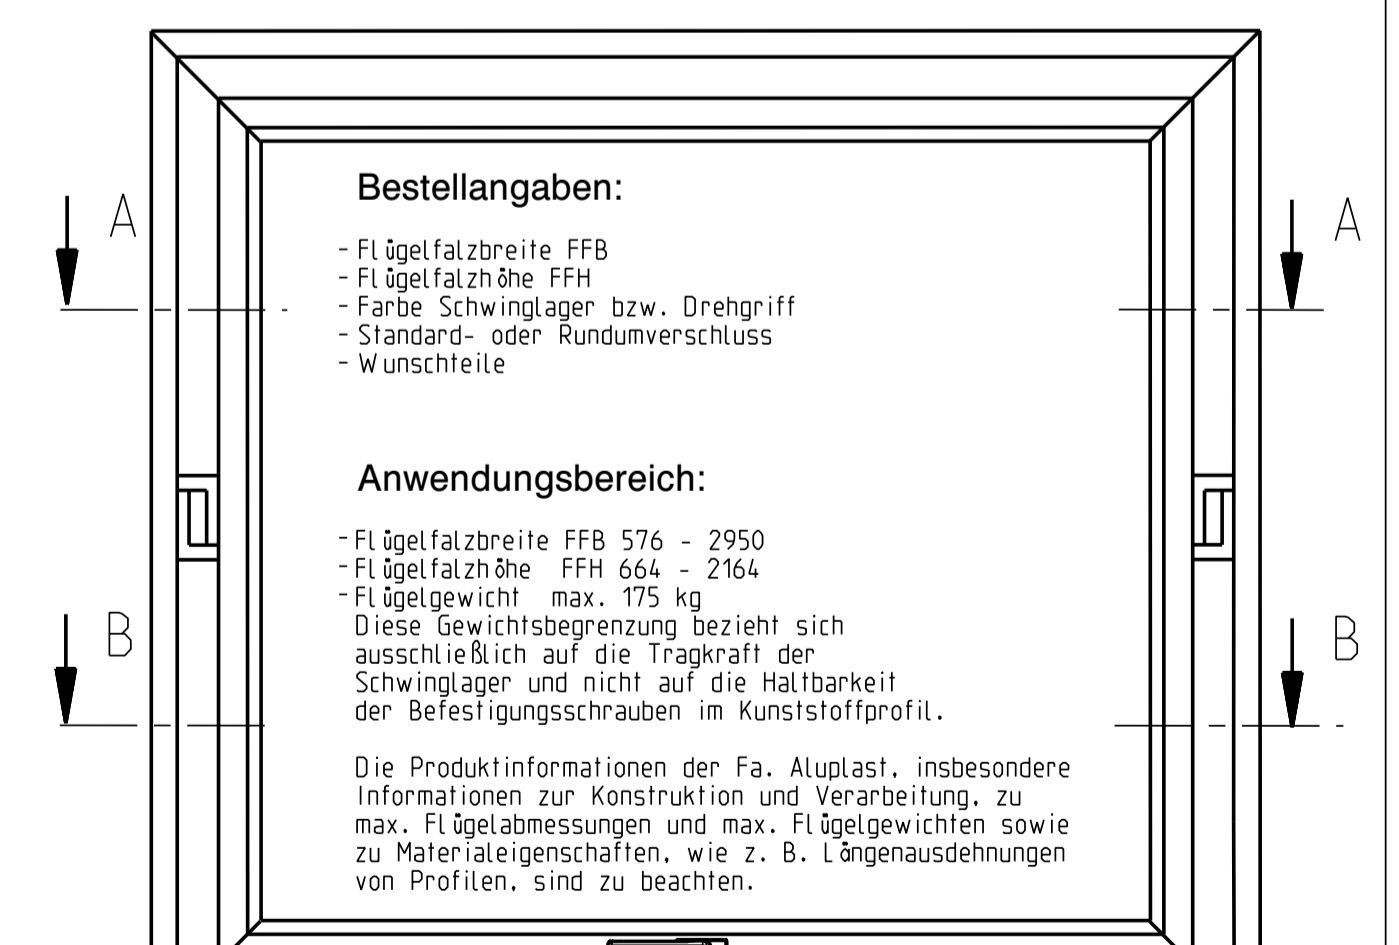 Bestellangaben:
A
A
- Flügelfalzbreite FFB
- Flügelfalzhöhe FFH
- Farbe Schwinglager bzw. Drehgriff
- Standard- oder Rundumverschluss
- Wunschteile
Anwendungsbereich:
- Flügelfalzbreite FFB 576 - 2950
- Flügelfalzhöhe FFH 664 - 2164
- Flügelgewicht max. 175 kg
B
B
Diese Gewichtsbegrenzung bezieht sich
ausschließlich auf die Tragkraft der
Schwinglager und nicht auf die Haltbarkeit
der Befestigungsschrauben im Kunststoffprofil.
Die Produktinformationen der Fa. Aluplast, insbesondere
Informationen zur Konstruktion und Verarbeitung, zu
max. Flügelabmessungen und max. Flügelgewichten sowie
zu Materialeigenschaften, wie z. B. Längenausdehnungen
von Profilen, sind zu beachten.